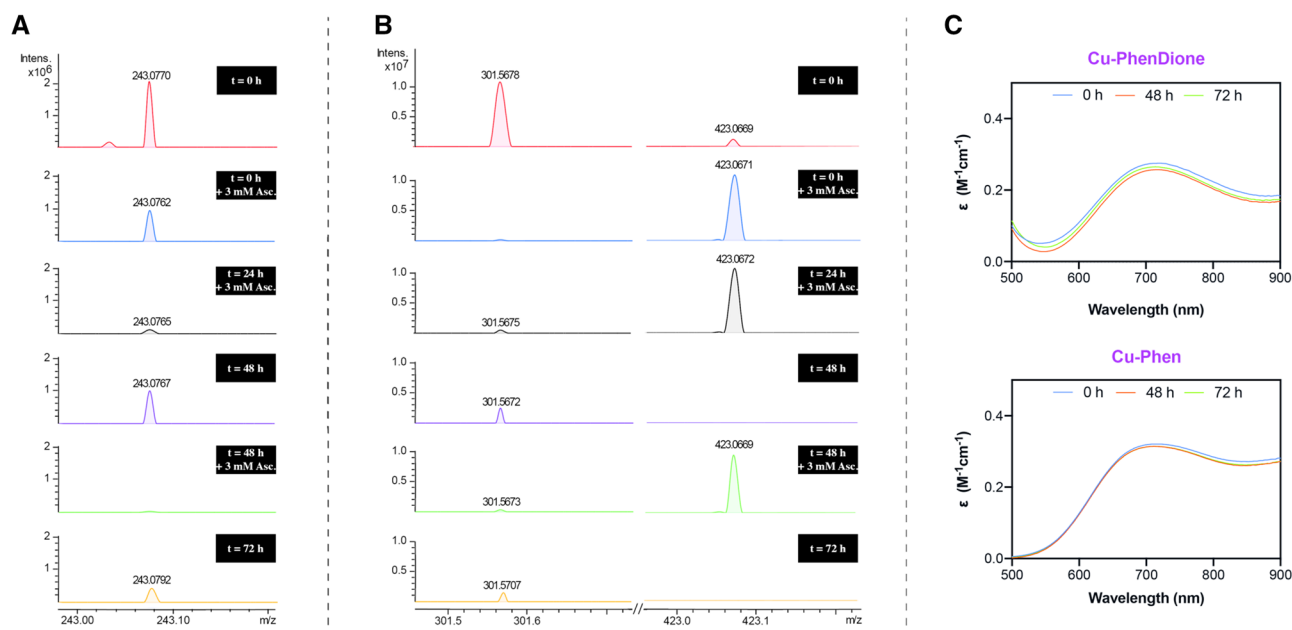 A
Intens.
x10⁶
2
1
243.0770
t = 0 h
2
1
243.0762
t = 0 h
+ 3 mM Asc.
2
1
243.0765
t = 24 h
+ 3 mM Asc.
2
1
243.0767
t = 48 h
2
1
t = 48 h
+ 3 mM Asc.
2
1
243.0792
t = 72 h
243.00 243.10 m/z
B
Intens.
x10⁷
1.0
0.5
301.5678
423.0669
t = 0 h
1.0
0.5
423.0671
t = 0 h
+ 3 mM Asc.
1.0
0.5
301.5675
423.0672
t = 24 h
+ 3 mM Asc.
1.0
0.5
301.5672
t = 48 h
1.0
0.5
301.5673
423.0669
t = 48 h
+ 3 mM Asc.
1.0
0.5
301.5707
t = 72 h
301.5 301.6 // 423.0 423.1 m/z
C
Cu-PhenDione
0 h 48 h 72 h
ε (M⁻¹cm⁻¹)
0.4
0.2
0.0
500 600 700 800 900
Wavelength (nm)
Cu-Phen
0 h 48 h 72 h
ε (M⁻¹cm⁻¹)
0.4
0.2
0.0
500 600 700 800 900
Wavelength (nm)